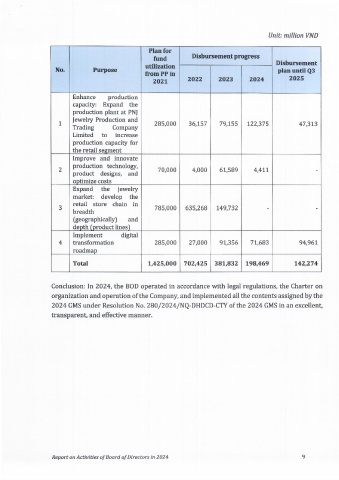 Unit: million VND
No.
Purpose
Plan for
fund
utilization
from PP in
2021
Disbursement progress
2022
2023
2024
Disbursement
plan until Q3
2025
1
Enhance production
capacity: Expand the
production plant at PNJ
Jewelry Production and
Trading Company
Limited to increase
production capacity for
the retail segment
285,000
36,157
79,155
122,375
47,313
2
Improve and innovate
production technology,
product designs, and
optimize costs
70,000
4,000
61,589
4,411
-
3
Expand the jewelry
market: develop the
retail store chain in
breadth
(geographically) and
depth (product lines)
785,000
635,268
149,732
-
-
4
Implement digital
transformation
roadmap
285,000
27,000
91,356
71,683
94,961
Total
1,425,000
702,425
381,832
198,469
142,274
Conclusion: In 2024, the BOD operated in accordance with legal regulations, the Charter on
organization and operation of the Company, and implemented all the contents assigned by the
2024 GMS under Resolution No. 280/2024/NQ-DHDCD-CTY of the 2024 GMS in an excellent,
transparent, and effective manner.
Report on Activities of Board of Directors in 2024
9